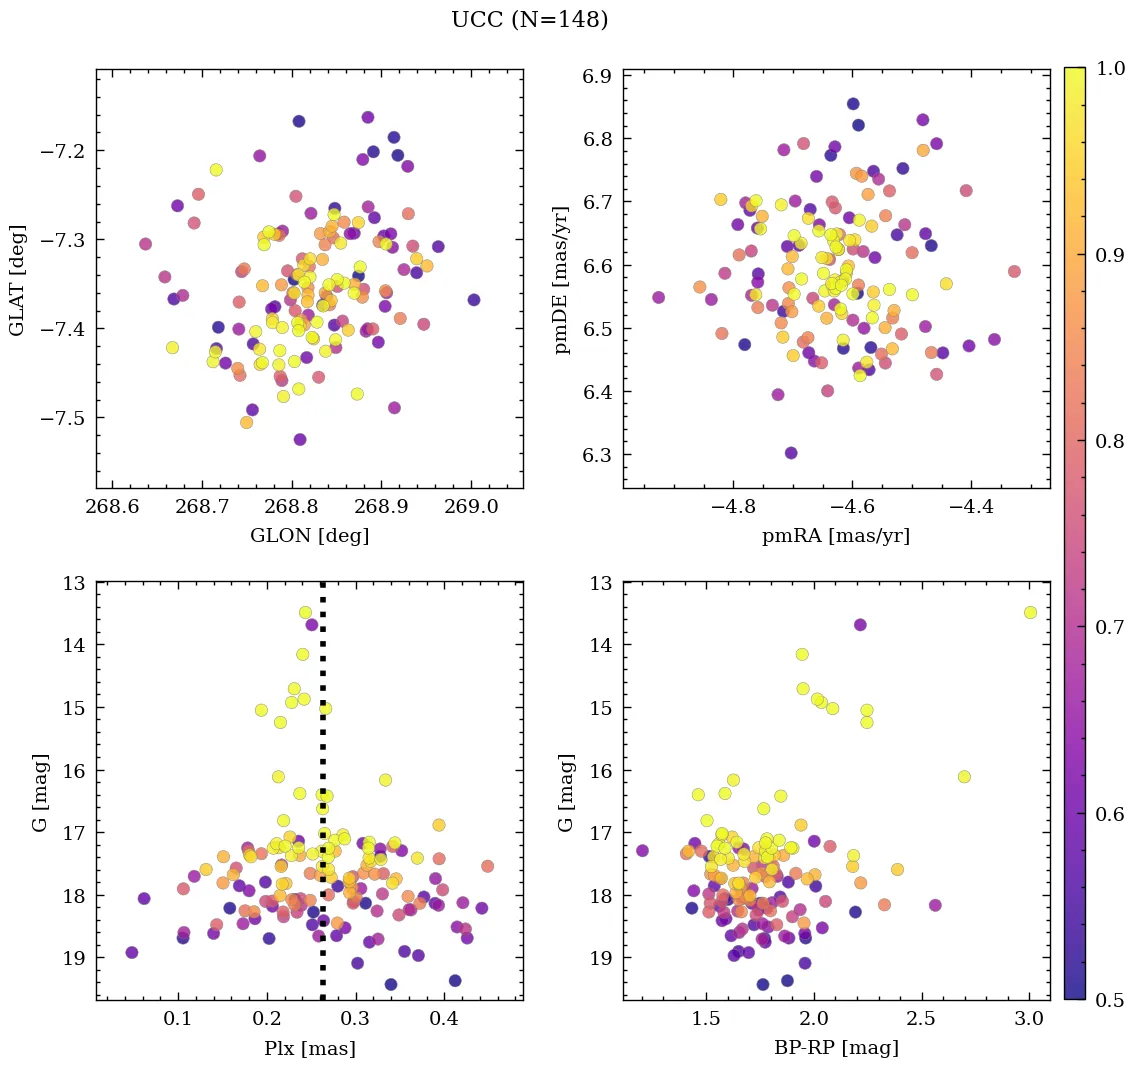 UCC (N=148)
−7.2
−7.3
−7.4
−7.5
GLAT [deg]
268.6 268.7 268.8 268.9 269.0
GLON [deg]
6.9
6.8
6.7
6.6
6.5
6.4
6.3
pmDE [mas/yr]
−4.8 −4.6 −4.4
pmRA [mas/yr]
13
14
15
16
17
18
19
G [mag]
0.1 0.2 0.3 0.4
Plx [mas]
13
14
15
16
17
18
19
G [mag]
1.5 2.0 2.5 3.0
BP-RP [mag]
1.0
0.9
0.8
0.7
0.6
0.5